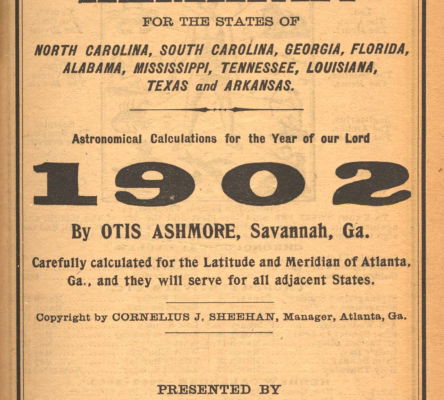 FOR THE STATES OF
NORTH CAROLINA, SOUTH CAROLINA, GEORGIA, FLORIDA,
ALABAMA, MISSISSIPPI, TENNESSEE, LOUISIANA,
TEXAS and ARKANSAS.
Astronomical Calculations for the Year of our Lord
1902
By OTIS ASHMORE, Savannah, Ga.
Carefully calculated for the Latitude and Meridian of Atlanta,
Ga., and they will serve for all adjacent States.
Copyright by CORNELIUS J. SHEEHAN, Manager, Atlanta, Ga.
PRESENTED BY